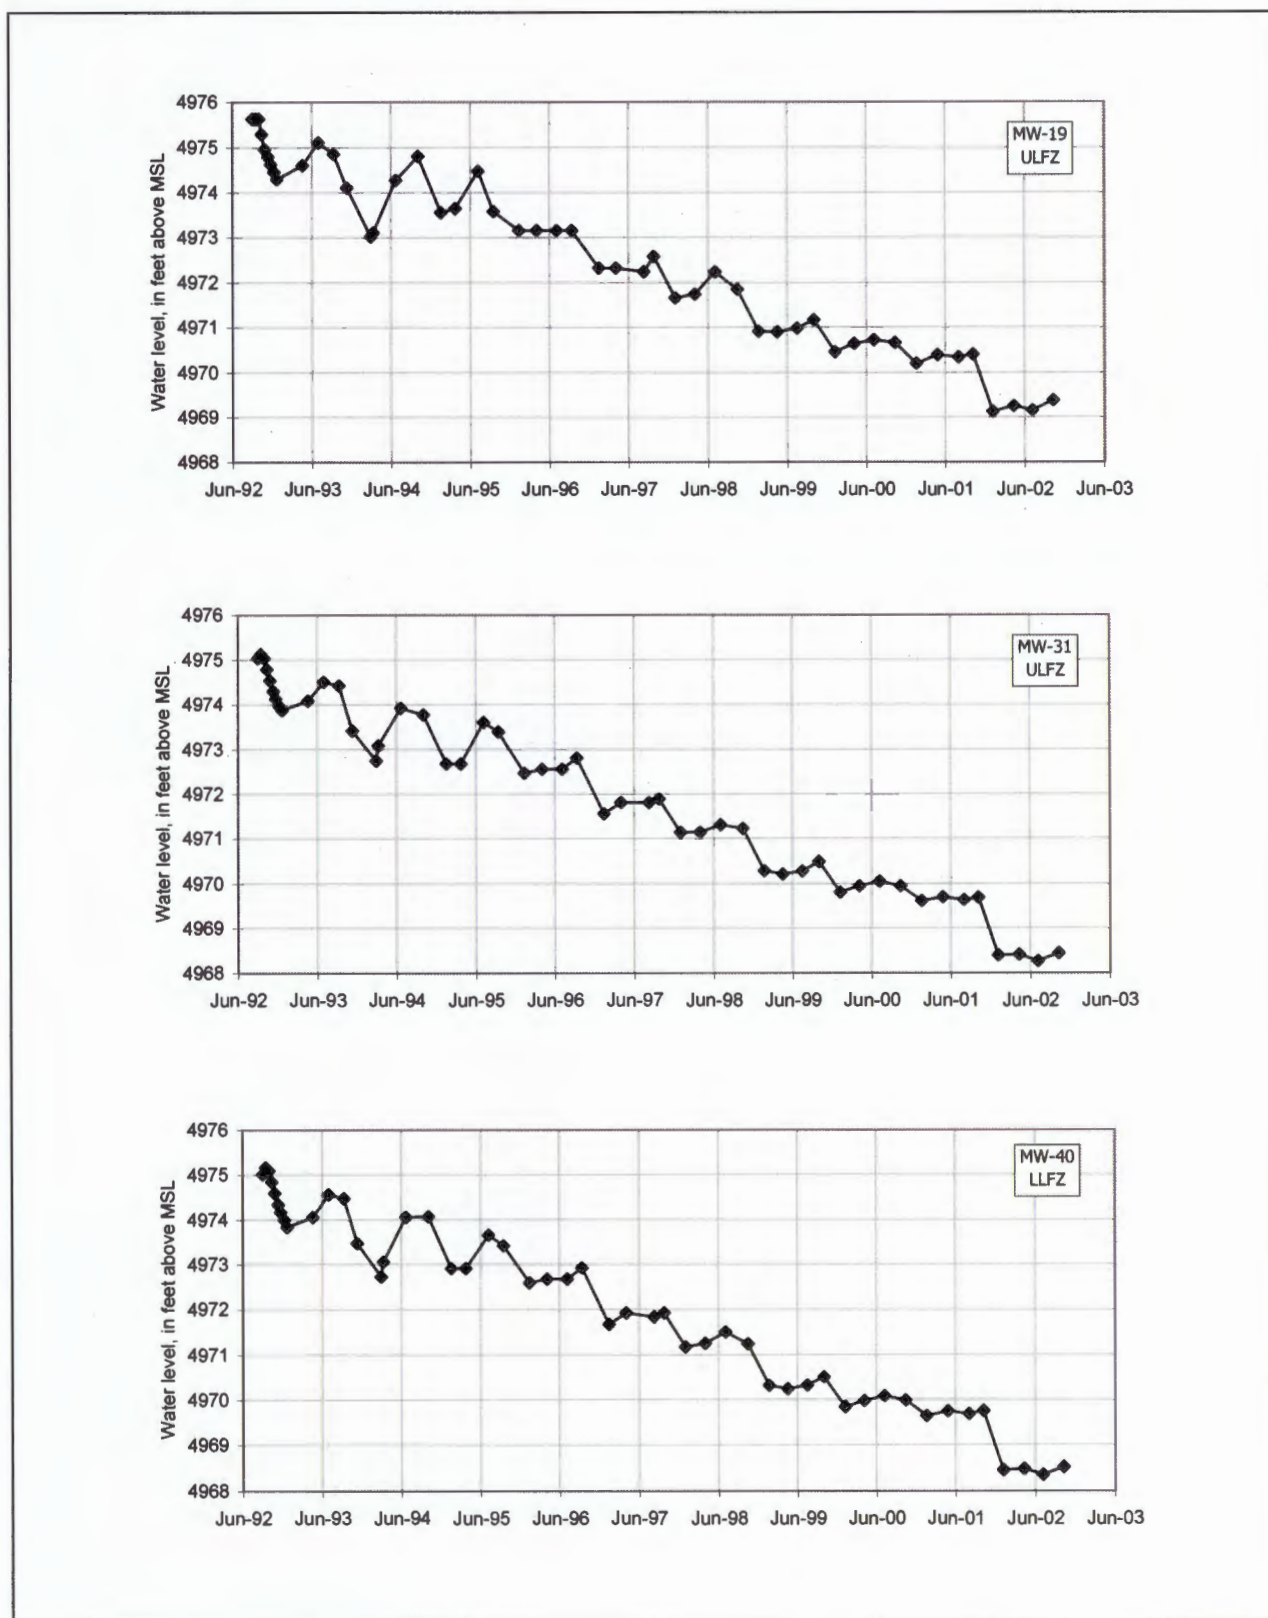 4976
4975
4974
4973
4972
4971
4970
4969
4968
Water level, in feet above MSL
MW-19
ULFZ
Jun-92 Jun-93 Jun-94 Jun-95 Jun-96 Jun-97 Jun-98 Jun-99 Jun-00 Jun-01 Jun-02 Jun-03
4976
4975
4974
4973
4972
4971
4970
4969
4968
Water level, in feet above MSL
MW-31
ULFZ
Jun-92 Jun-93 Jun-94 Jun-95 Jun-96 Jun-97 Jun-98 Jun-99 Jun-00 Jun-01 Jun-02 Jun-03
4976
4975
4974
4973
4972
4971
4970
4969
4968
Water level, in feet above MSL
MW-40
LLFZ
Jun-92 Jun-93 Jun-94 Jun-95 Jun-96 Jun-97 Jun-98 Jun-99 Jun-00 Jun-01 Jun-02 Jun-03